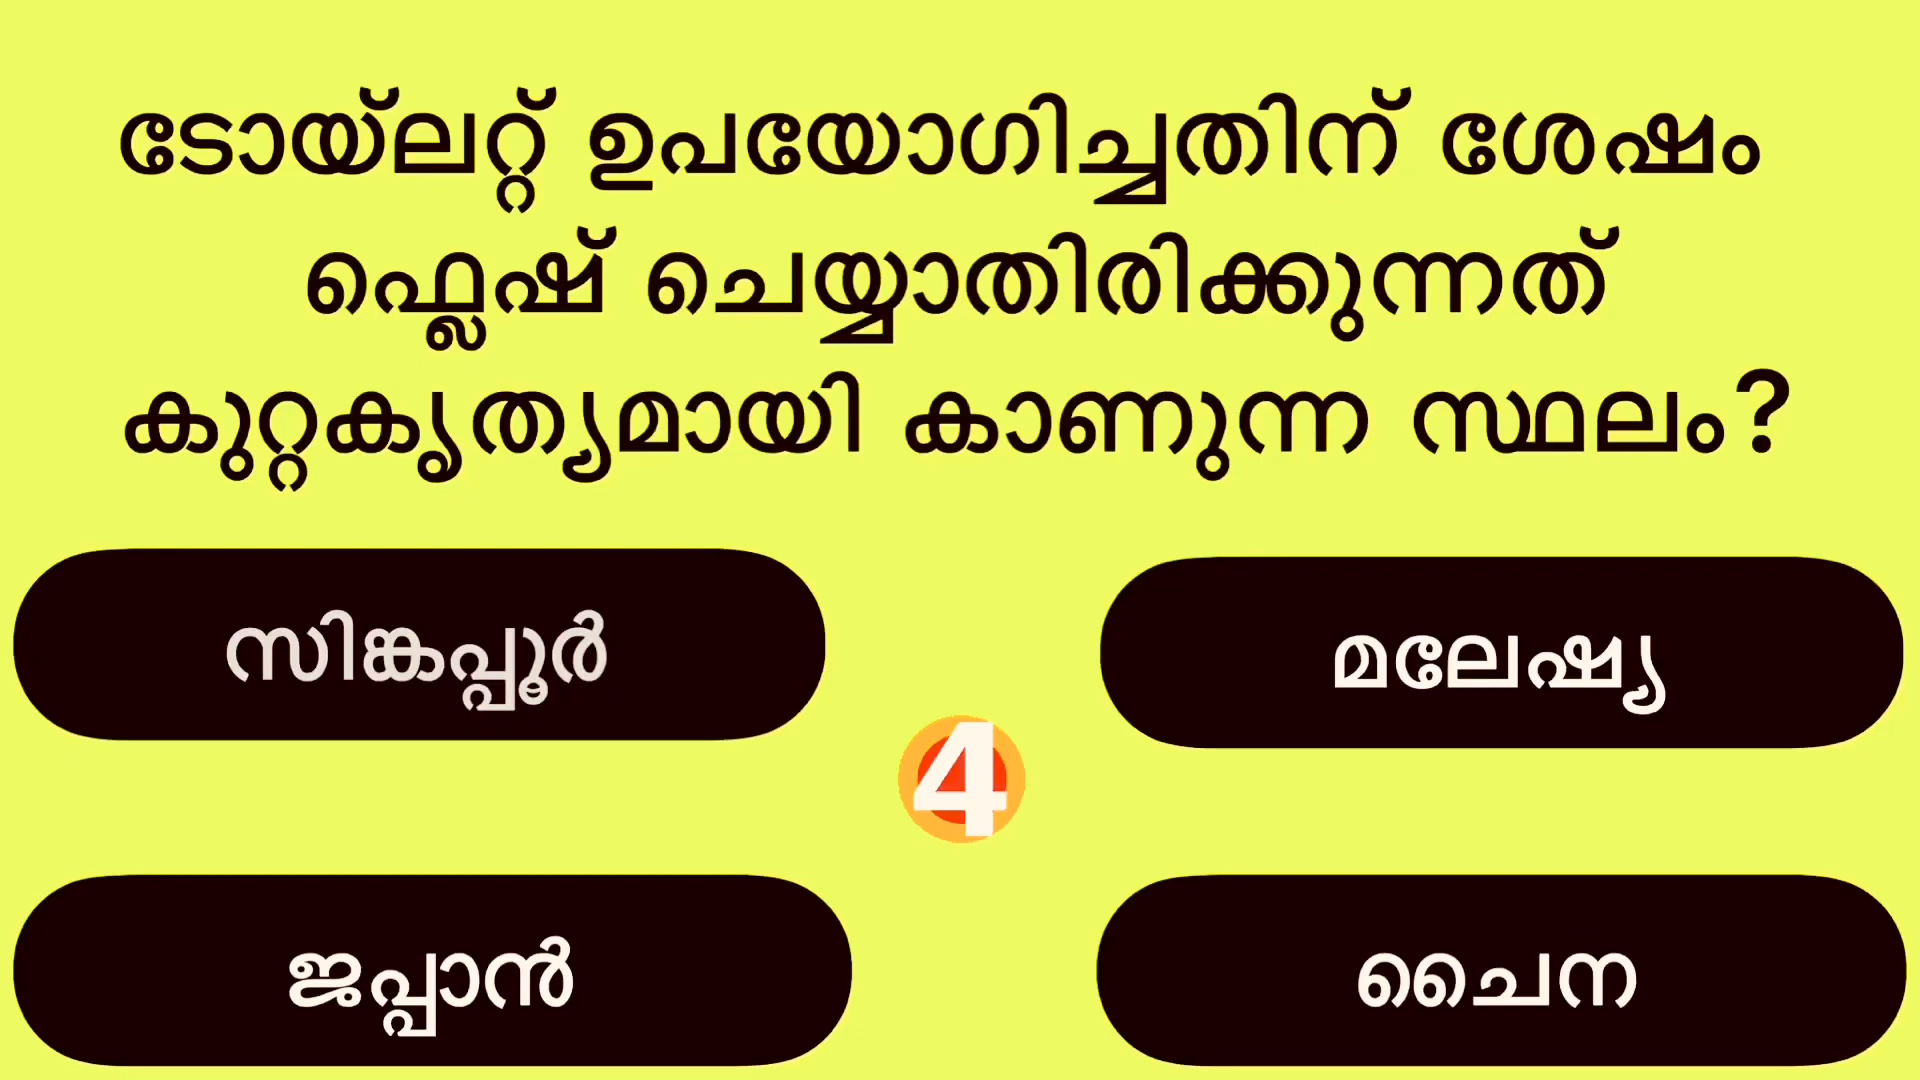 ടോയ്ലറ്റ് ഉപയോഗിച്ചതിന് ശേഷം
ഫ്ലെഷ് ചെയ്യാതിരിക്കുന്നത്
കുറ്റകൃത്യമായി കാണുന്ന സ്ഥലം?
സിങ്കപ്പൂർ
മലേഷ്യ
4
ജപ്പാൻ
ചൈന